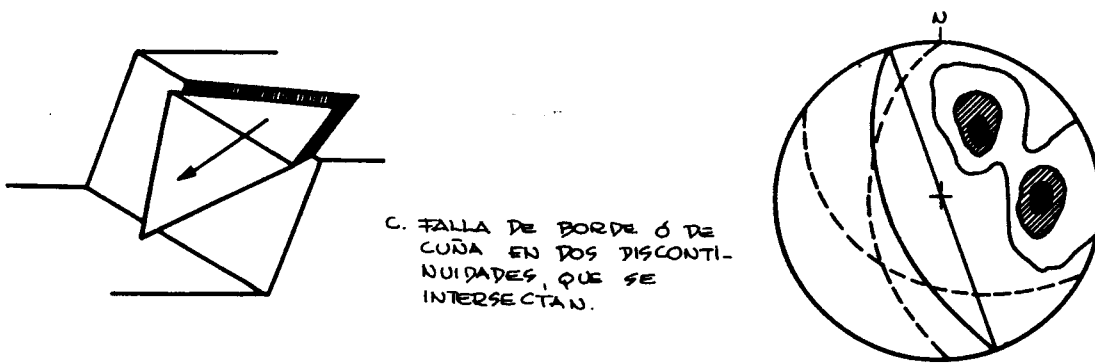 N
C. FALLA DE BORDE Ó DE
CUÑA EN DOS DISCONTI-
NUIDADES, QUE SE
INTERSECTAN.